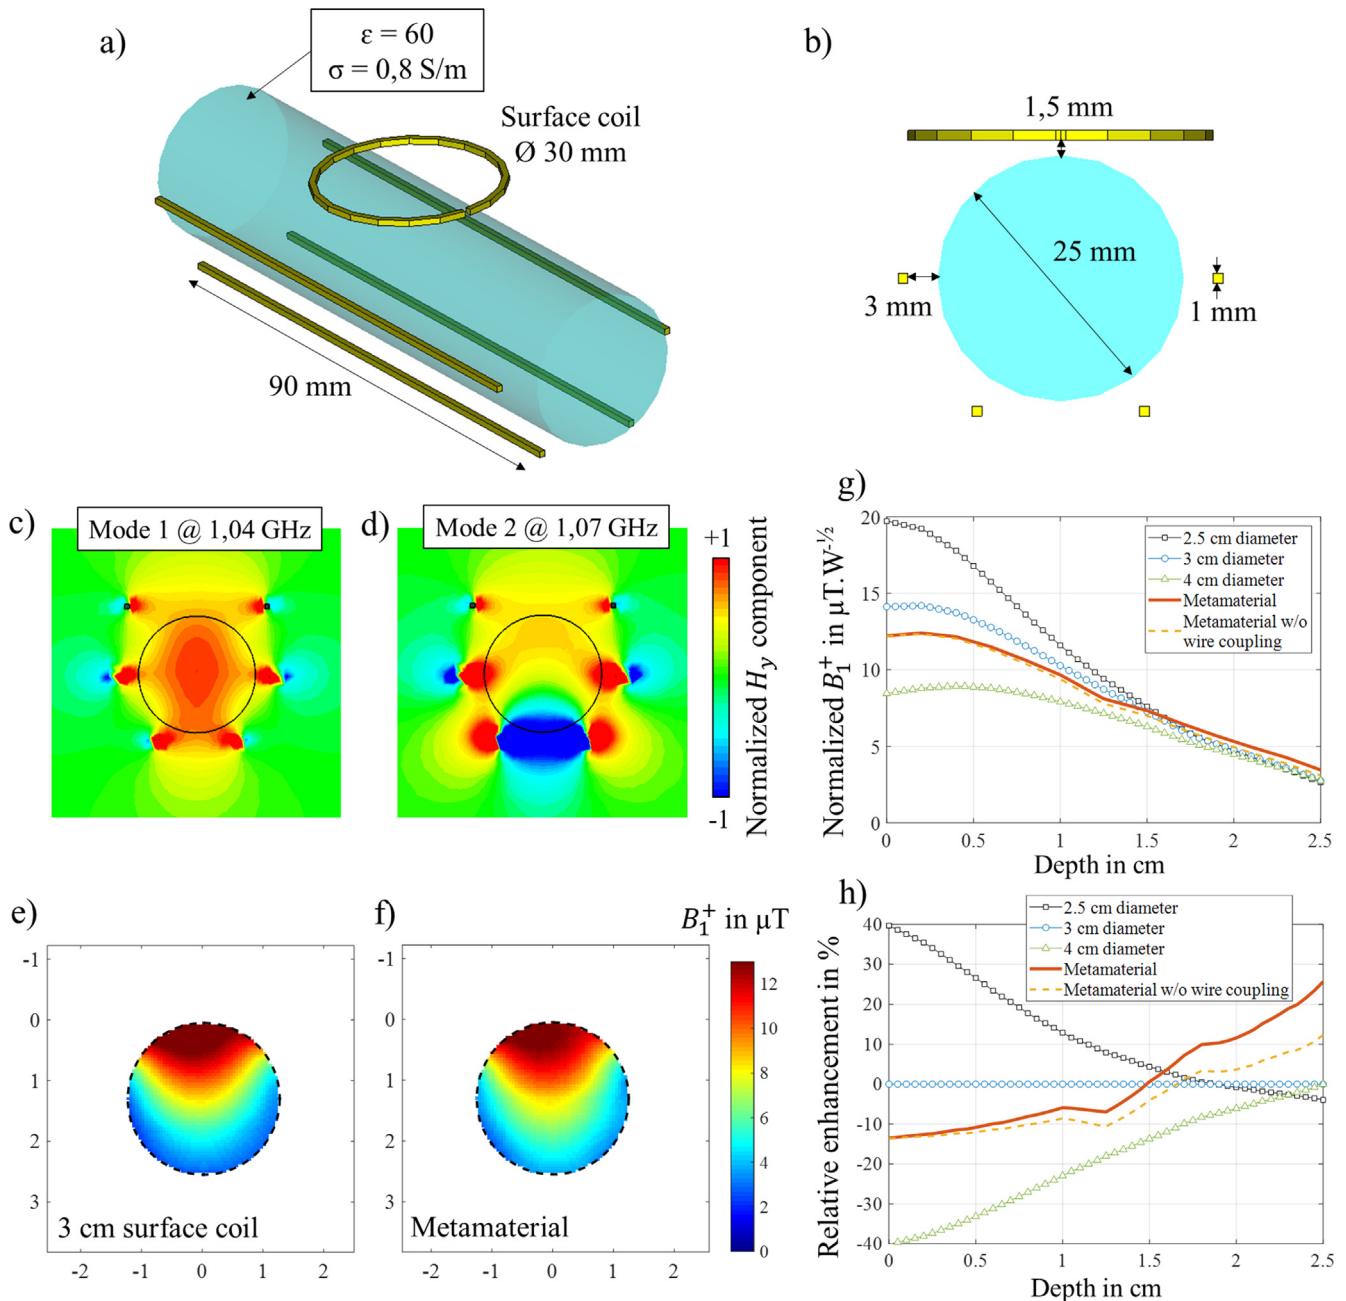 a)
ε = 60
σ = 0,8 S/m
Surface coil
Ø 30 mm
90 mm
b)
1,5 mm
25 mm
3 mm
1 mm
c)
Mode 1 @ 1,04 GHz
d)
Mode 2 @ 1,07 GHz
+1
-1
Normalized H_y component
g)
20
15
10
5
0
0
0.5
1
1.5
2
2.5
Normalized B₁⁺ in µT.W^-½
Depth in cm
2.5 cm diameter
3 cm diameter
4 cm diameter
Metamaterial
Metamaterial w/o
wire coupling
e)
-1
0
1
2
3
-2
-1
0
1
2
3 cm surface coil
f)
-1
0
1
2
3
-2
-1
0
1
2
Metamaterial
B₁⁺ in µT
12
10
8
6
4
2
0
h)
40
30
20
10
0
-10
-20
-30
-40
0
0.5
1
1.5
2
2.5
Relative enhancement in %
Depth in cm
2.5 cm diameter
3 cm diameter
4 cm diameter
Metamaterial
Metamaterial w/o wire coupling